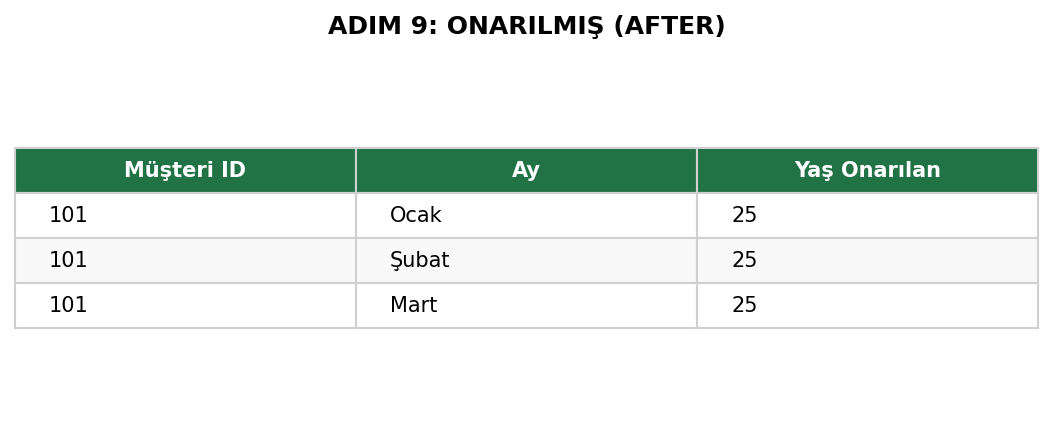 ADIM 9: ONARILMIŞ (AFTER)
Müşteri ID Ay Yaş Onarılan
101 Ocak 25
101 Şubat 25
101 Mart 25